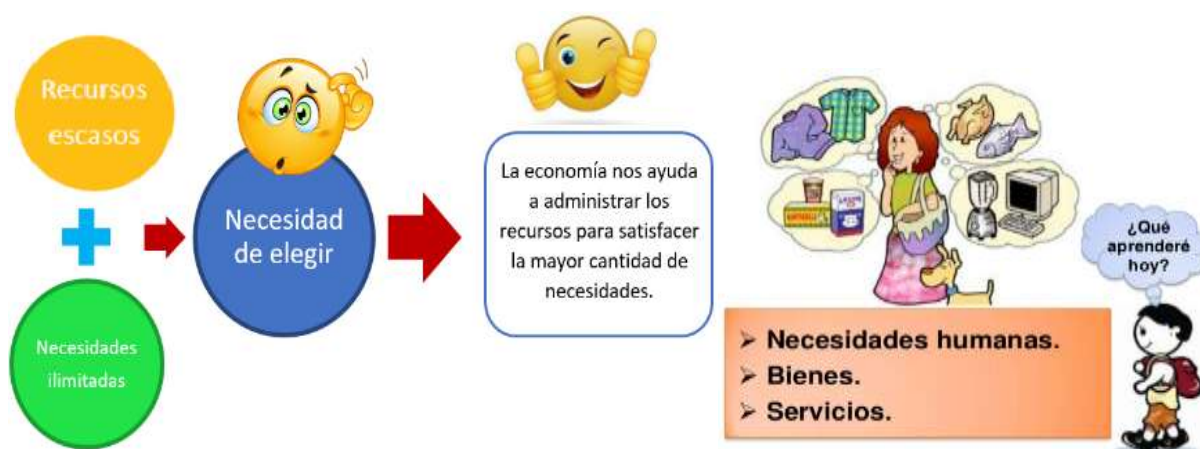 Recursos
escasos
Necesidades
ilimitadas
Necesidad
de elegir
La economía nos ayuda
a administrar los
recursos para satisfacer
la mayor cantidad de
necesidades.
➢ Necesidades humanas.
➢ Bienes.
➢ Servicios.
¿Qué
aprenderé
hoy?